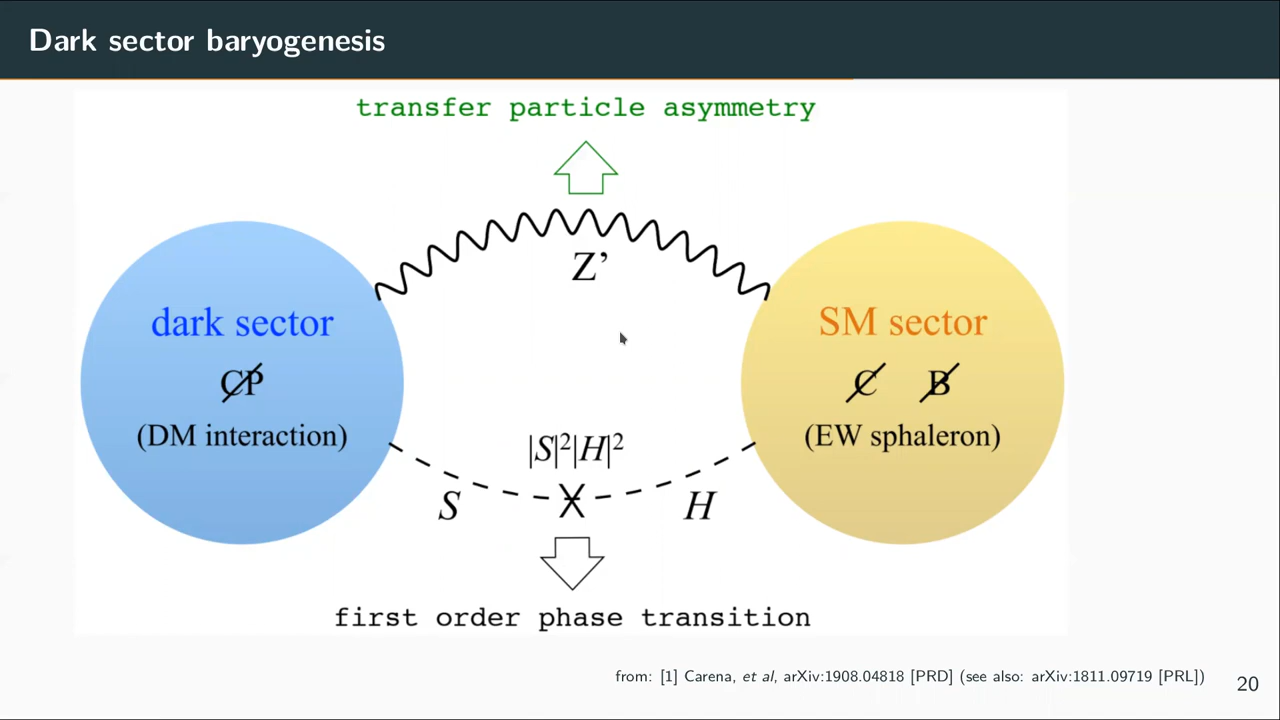 Dark sector baryogenesis
transfer particle asymmetry
Z’
dark sector
CP
(DM interaction)
SM sector
C B
(EW sphaleron)
|S|²|H|²
S
H
first order phase transition
from: [1] Carena, et al, arXiv:1908.04818 [PRD] (see also: arXiv:1811.09719 [PRL])
20